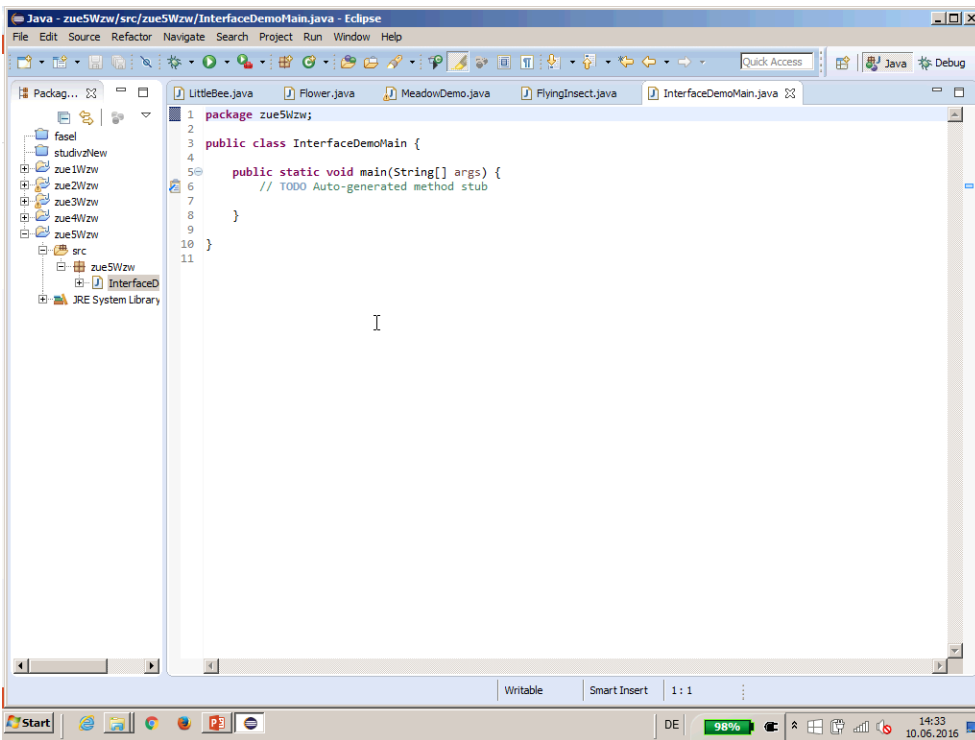 Java - zue5Wzw/src/zue5Wzw/InterfaceDemoMain.java - Eclipse
File Edit Source Refactor Navigate Search Project Run Window Help
Quick Access Java Debug
Packag... LittleBee.java Flower.java MeadowDemo.java FlyingInsect.java InterfaceDemoMain.java
fasel
studivzNew
zue1Wzw
zue2Wzw
zue3Wzw
zue4Wzw
zue5Wzw
src
zue5Wzw
InterfaceD
JRE System Library
1 package zue5Wzw;
2
3 public class InterfaceDemoMain {
4
5 public static void main(String[] args) {
6 // TODO Auto-generated method stub
7
8 }
9
10 }
11
Writable Smart Insert 1 : 1
Start DE 98% 14:33
10.06.2016